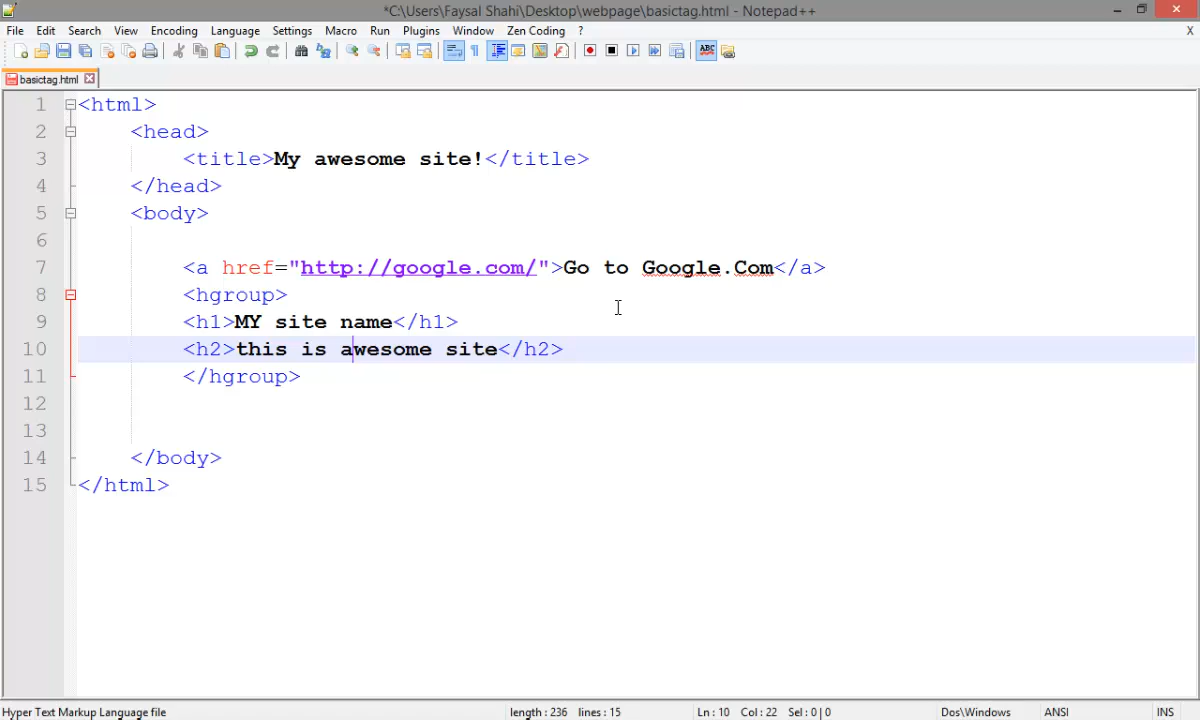 *C:\Users\Faysal Shahi\Desktop\webpage\basictag.html - Notepad++
File Edit Search View Encoding Language Settings Macro Run Plugins Window Zen Coding ? X
ABC
basictag.html
1 <html>
2 <head>
3 <title>My awesome site!</title>
4 </head>
5 <body>
6
7 <a href="http://google.com/">Go to Google.Com</a>
8 <hgroup>
9 <h1>MY site name</h1>
10 <h2>this is awesome site</h2>
11 </hgroup>
12
13
14 </body>
15 </html>
Hyper Text Markup Language file length : 236 lines : 15 Ln : 10 Col : 22 Sel : 0 | 0 Dos\Windows ANSI INS